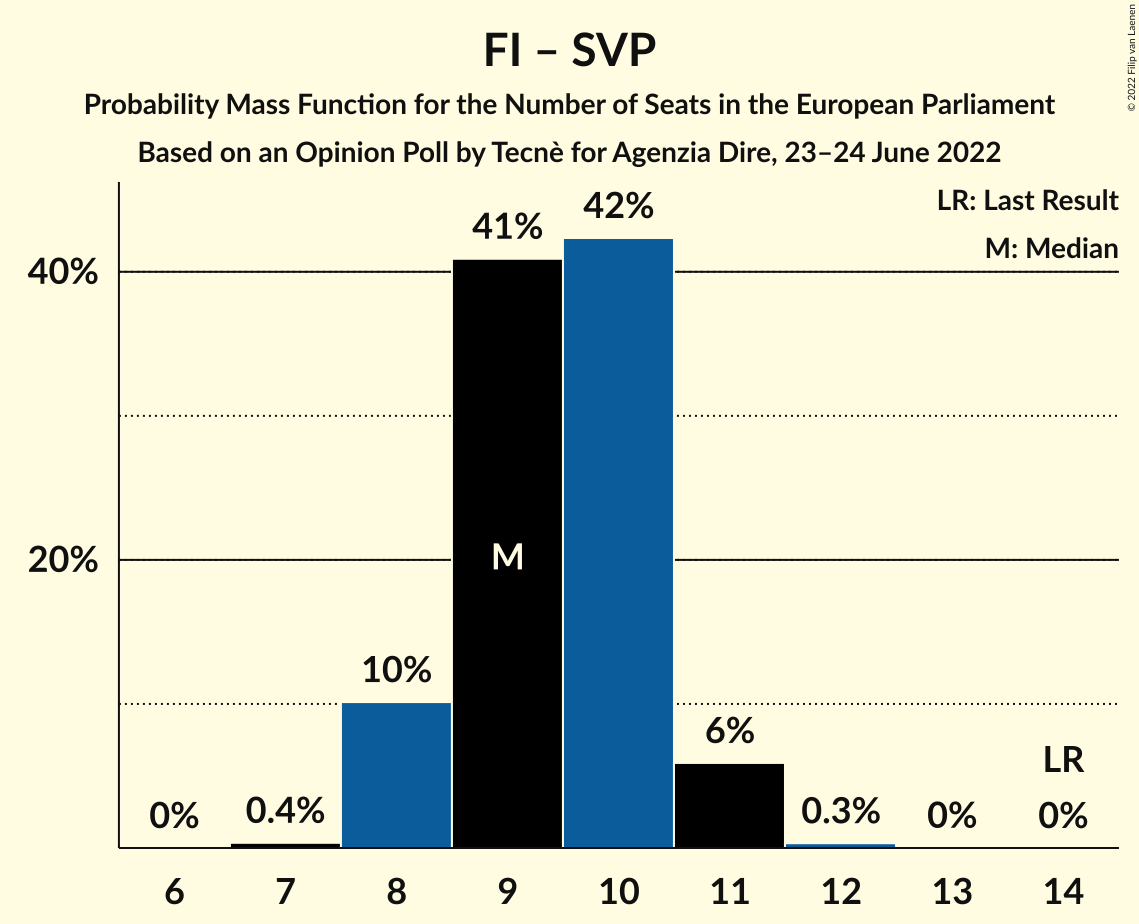 FI – SVP
Probability Mass Function for the Number of Seats in the European Parliament
Based on an Opinion Poll by Tecnè for Agenzia Dire, 23–24 June 2022
© 2022 Filip van Laenen
LR: Last Result
M: Median
40%
20%
0%
0.4%
10%
41%
M
42%
6%
0.3%
0%
LR
0%
6 7 8 9 10 11 12 13 14